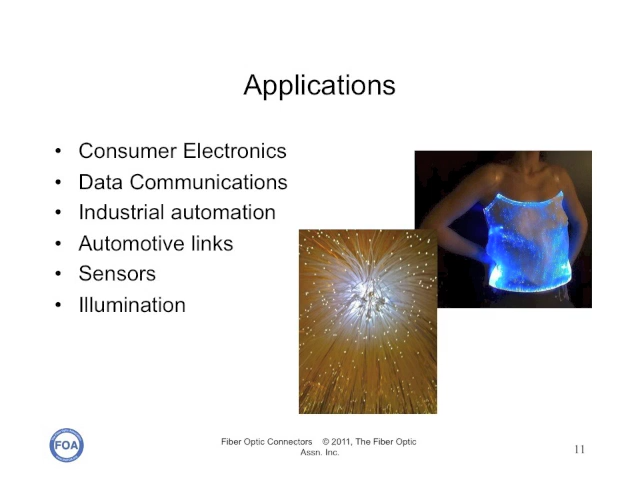 Applications
• Consumer Electronics
• Data Communications
• Industrial automation
• Automotive links
• Sensors
• Illumination
FOA
Fiber Optic Connectors © 2011, The Fiber Optic
Assn. Inc.
11